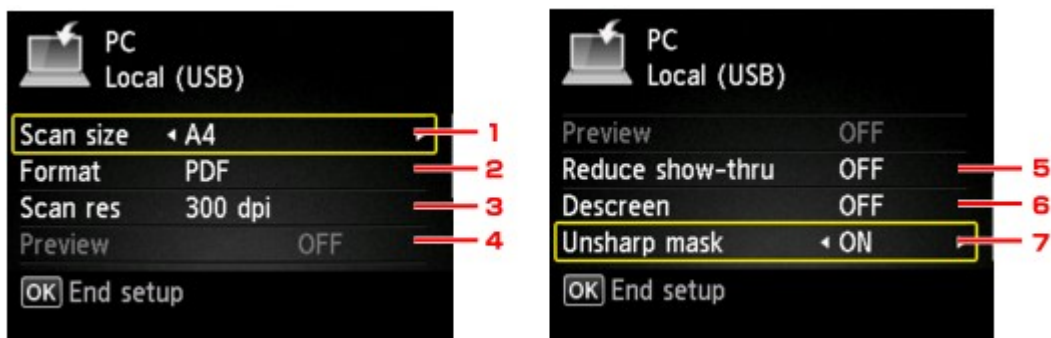 PC
Local (USB)
Scan size A4 1
Format PDF 2
Scan res 300 dpi 3
Preview OFF 4
OK End setup
PC
Local (USB)
Preview OFF
Reduce show-thru OFF 5
Descreen OFF 6
Unsharp mask ON 7
OK End setup